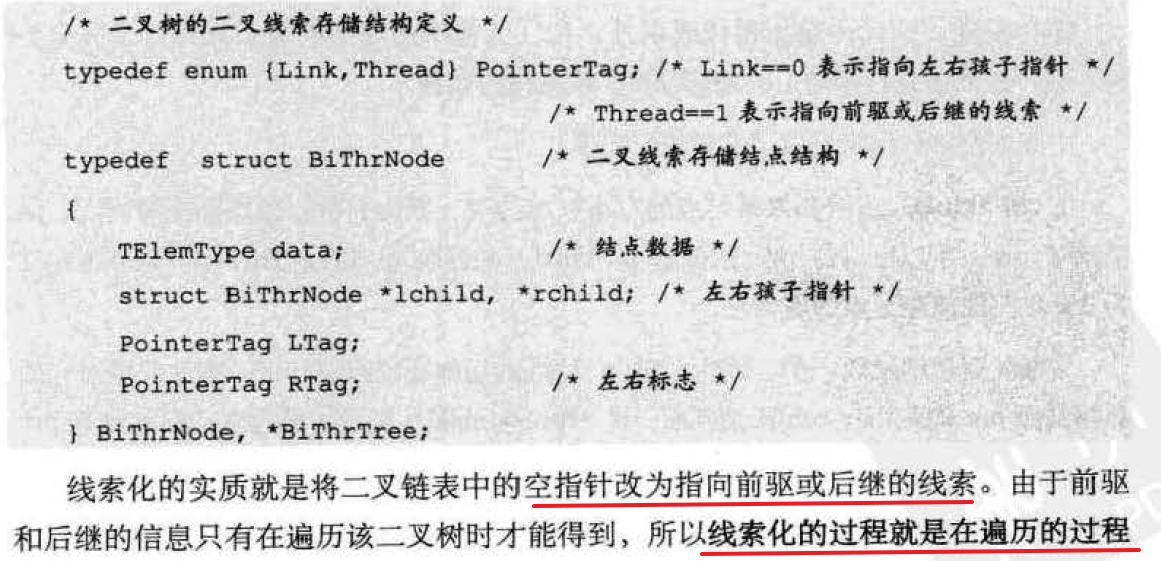 /* 二叉树的二叉线索存储结构定义 */
typedef enum {Link,Thread} PointerTag; /* Link==0 表示指向左右孩子指针 */
/* Thread==1 表示指向前驱或后继的线索 */
typedef struct BiThrNode /* 二叉线索存储结点结构 */
{
TElemType data; /* 结点数据 */
struct BiThrNode *lchild, *rchild; /* 左右孩子指针 */
PointerTag LTag;
PointerTag RTag; /* 左右标志 */
} BiThrNode, *BiThrTree;
线索化的实质就是将二叉链表中的空指针改为指向前驱或后继的线索。由于前驱
和后继的信息只有在遍历该二叉树时才能得到，所以线索化的过程就是在遍历的过程